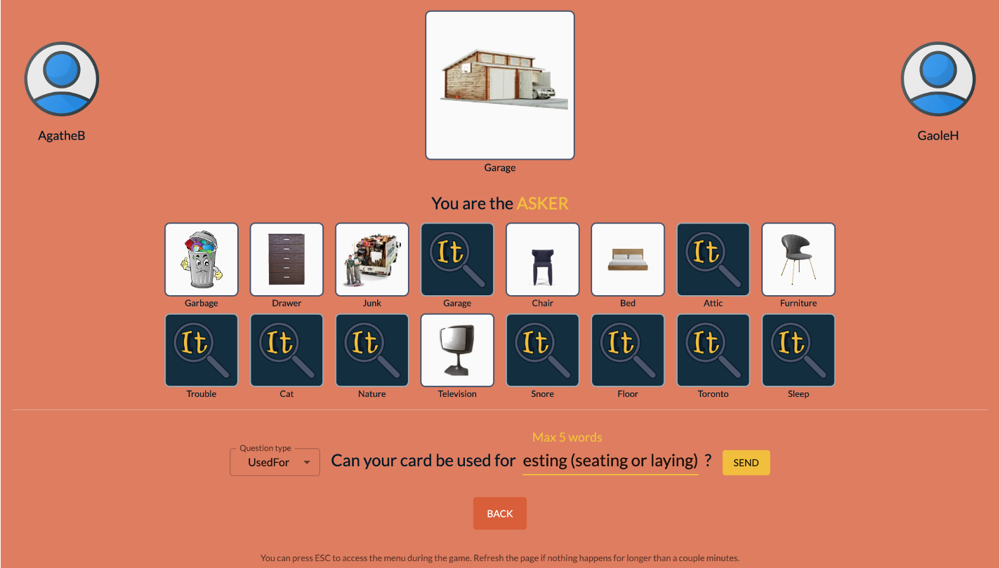 AgatheB
GaoleH
Garage
You are the ASKER
It It
Garbage Drawer Junk Garage Chair Bed Attic Furniture
It It It It It It It
Trouble Cat Nature Television Snore Floor Toronto Sleep
Max 5 words
Question type
UsedFor Can your card be used for esting (seating or laying) ? SEND
BACK
You can press ESC to access the menu during the game. Refresh the page if nothing happens for longer than a couple minutes.